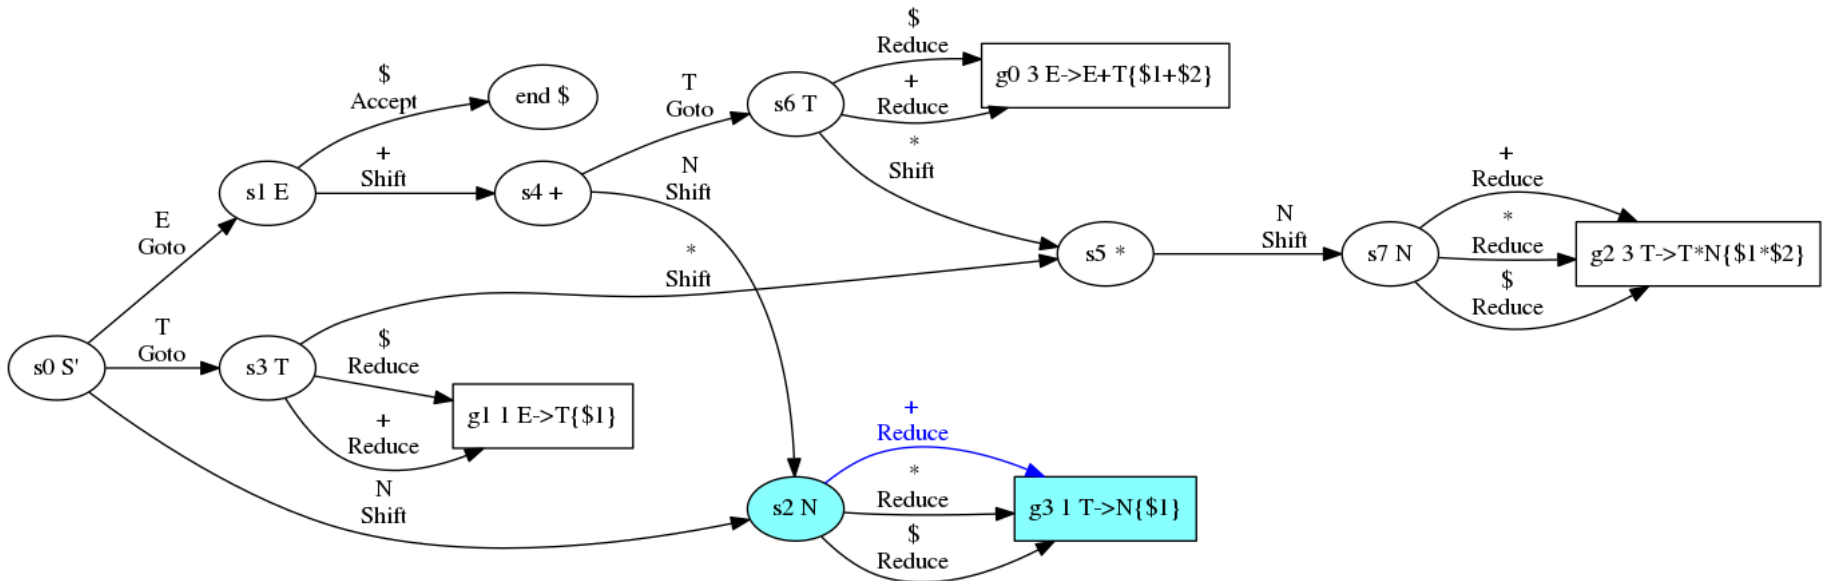 $
Reduce
g0 3 E->E+T{$1+$2}
+
Reduce
s6 T
T
Goto
$
Accept
end $
*
Shift
N
Shift
+
Shift
s1 E
s4 +
+
Reduce
*
Reduce
g2 3 T->T*N{$1*$2}
$
Reduce
N
Shift
s5 *
s7 N
E
Goto
*
Shift
T
Goto
s0 S'
s3 T
$
Reduce
g1 1 E->T{$1}
+
Reduce
N
Shift
+
Reduce
*
Reduce
s2 N
g3 1 T->N{$1}
$
Reduce